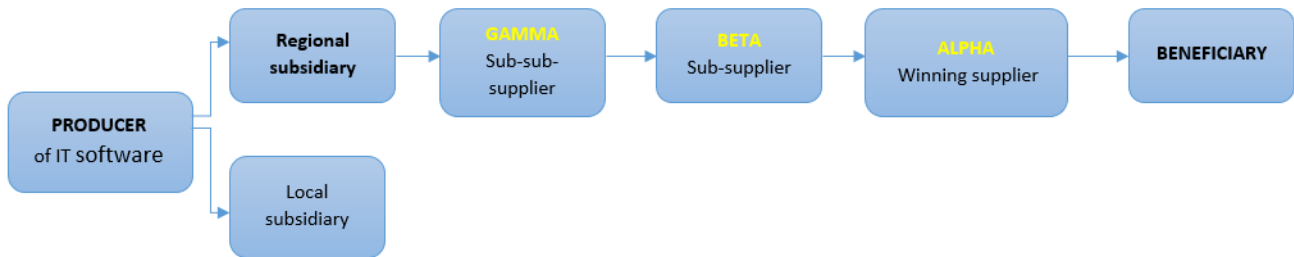 PRODUCER
of IT software
Regional
subsidiary
Local
subsidiary
GAMMA
Sub-sub-
supplier
BETA
Sub-supplier
ALPHA
Winning supplier
BENEFICIARY